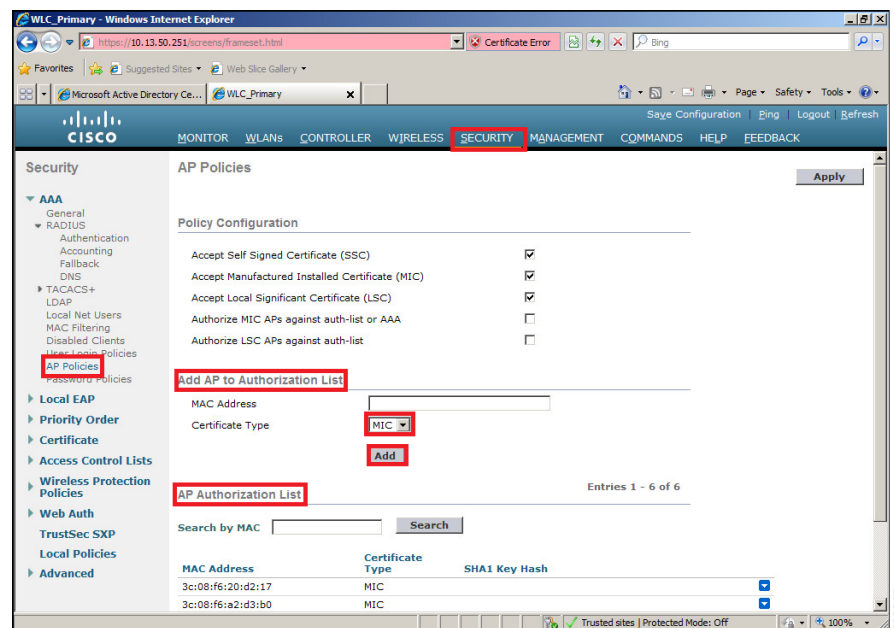 WLC_Primary - Windows Internet Explorer
https://10.13.50.251/screens/frameset.html
Certificate Error
Bing
Favorites
Suggested Sites
Web Slice Gallery
Microsoft Active Directory Ce...
WLC_Primary
Page
Safety
Tools
Save Configuration | Ping | Logout | Refresh
CISCO
MONITOR WLANs CONTROLLER WIRELESS SECURITY MANAGEMENT COMMANDS HELP FEEDBACK
Security
AAA
General
RADIUS
Authentication
Accounting
Fallback
DNS
TACACS+
LDAP
Local Net Users
MAC Filtering
Disabled Clients
User Login Policies
AP Policies
Password Policies
Local EAP
Priority Order
Certificate
Access Control Lists
Wireless Protection
Policies
Web Auth
TrustSec SXP
Local Policies
Advanced
AP Policies
Apply
Policy Configuration
Accept Self Signed Certificate (SSC)
Accept Manufactured Installed Certificate (MIC)
Accept Local Significant Certificate (LSC)
Authorize MIC APs against auth-list or AAA
Authorize LSC APs against auth-list
Add AP to Authorization List
MAC Address
Certificate Type MIC
Add
AP Authorization List
Entries 1 - 6 of 6
Search by MAC Search
MAC Address Certificate Type SHA1 Key Hash
3c:08:f6:20:d2:17 MIC
3c:08:f6:a2:d3:b0 MIC
Trusted sites | Protected Mode: Off
100%